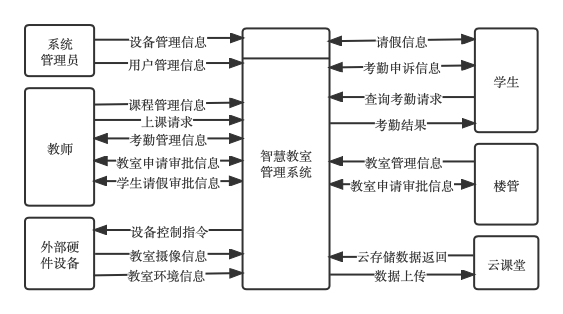 系统
管理员
设备管理信息
用户管理信息
教师
课程管理信息
上课请求
考勤管理信息
教室申请审批信息
学生请假审批信息
外部硬
件设备
设备控制指令
教室摄像信息
教室环境信息
智慧教室
管理系统
请假信息
考勤申诉信息
查询考勤请求
考勤结果
学生
教室管理信息
教室申请审批信息
楼管
云存储数据返回
数据上传
云课堂